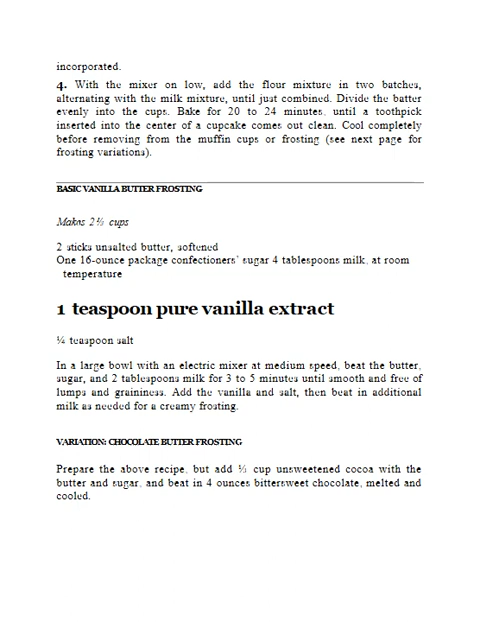 incorporated.
4. With the mixer on low, add the flour mixture in two batches,
alternating with the milk mixture, until just combined. Divide the batter
evenly into the cups. Bake for 20 to 24 minutes, until a toothpick
inserted into the center of a cupcake comes out clean. Cool completely
before removing from the muffin cups or frosting (see next page for
frosting variations).
BASIC VANILLA BUTTER FROSTING
Makes 2⅔ cups
2 sticks unsalted butter, softened
One 16-ounce package confectioners' sugar 4 tablespoons milk, at room
temperature
1 teaspoon pure vanilla extract
¼ teaspoon salt
In a large bowl with an electric mixer at medium speed, beat the butter,
sugar, and 2 tablespoons milk for 3 to 5 minutes until smooth and free of
lumps and graininess. Add the vanilla and salt, then beat in additional
milk as needed for a creamy frosting.
VARIATION: CHOCOLATE BUTTER FROSTING
Prepare the above recipe, but add ⅓ cup unsweetened cocoa with the
butter and sugar, and beat in 4 ounces bittersweet chocolate, melted and
cooled.